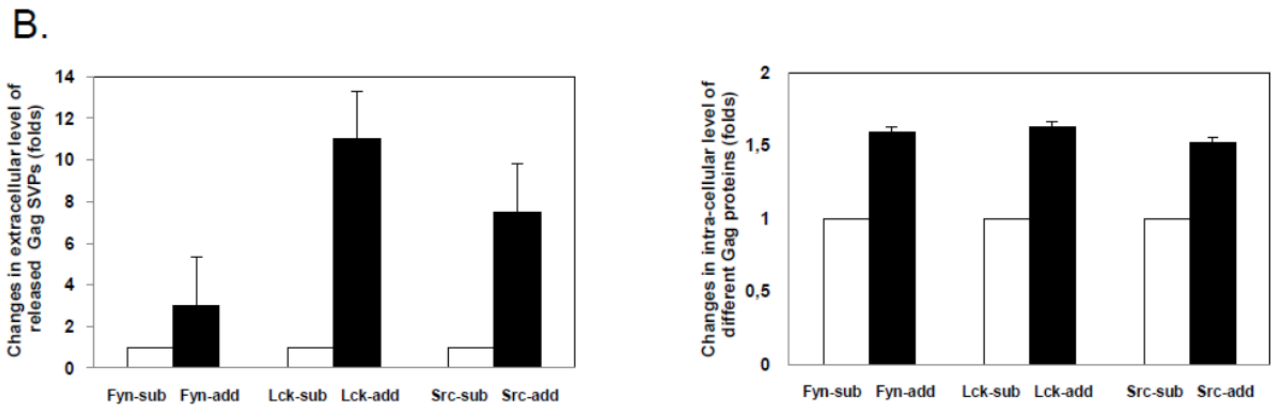 B.
Changes in extracellular level of
released Gag SVPs (folds)
14
12
10
8
6
4
2
0
Fyn-sub Fyn-add Lck-sub Lck-add Src-sub Src-add
Changes in intra-cellular level of
different Gag proteins (folds)
2
1,5
1
0,5
0
Fyn-sub Fyn-add Lck-sub Lck-add Src-sub Src-add